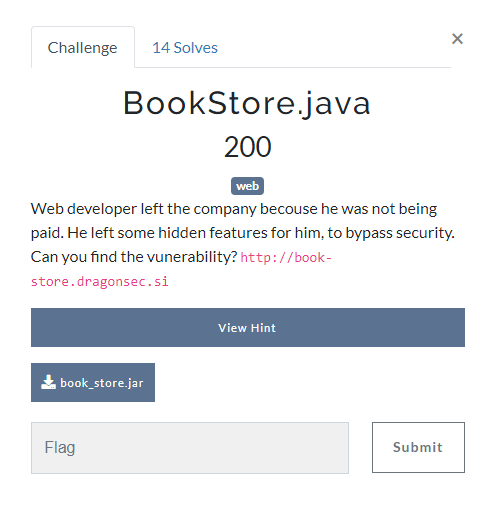 Challenge
14 Solves
×
BookStore.java
200
web
Web developer left the company becouse he was not being
paid. He left some hidden features for him, to bypass security.
Can you find the vunerability? http://book-
store.dragonsec.si
View Hint
book_store.jar
Flag
Submit